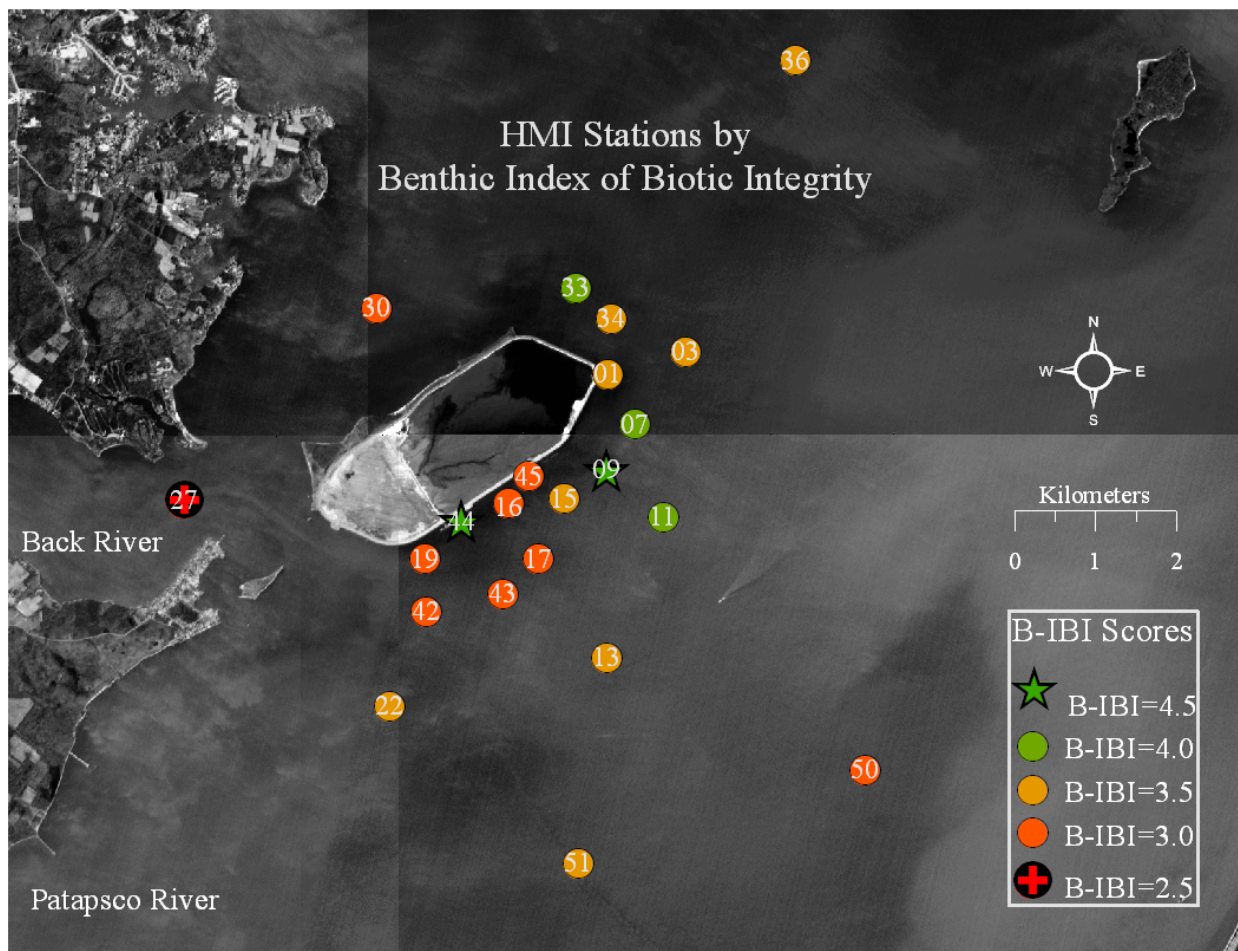 36
HMI Stations by
Benthic Index of Biotic Integrity
33
30
34
03
01
07
09
45
27
16
15
44
11
Back River
19
17
43
42
13
22
50
51
Patapsco River
N
W E
S
Kilometers
0 1 2
B-IBI Scores
B-IBI=4.5
B-IBI=4.0
B-IBI=3.5
B-IBI=3.0
B-IBI=2.5